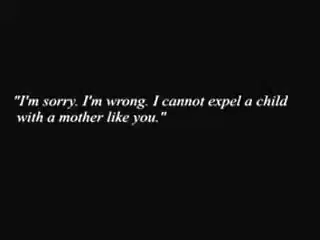 "I'm sorry. I'm wrong. I cannot expel a child
with a mother like you."